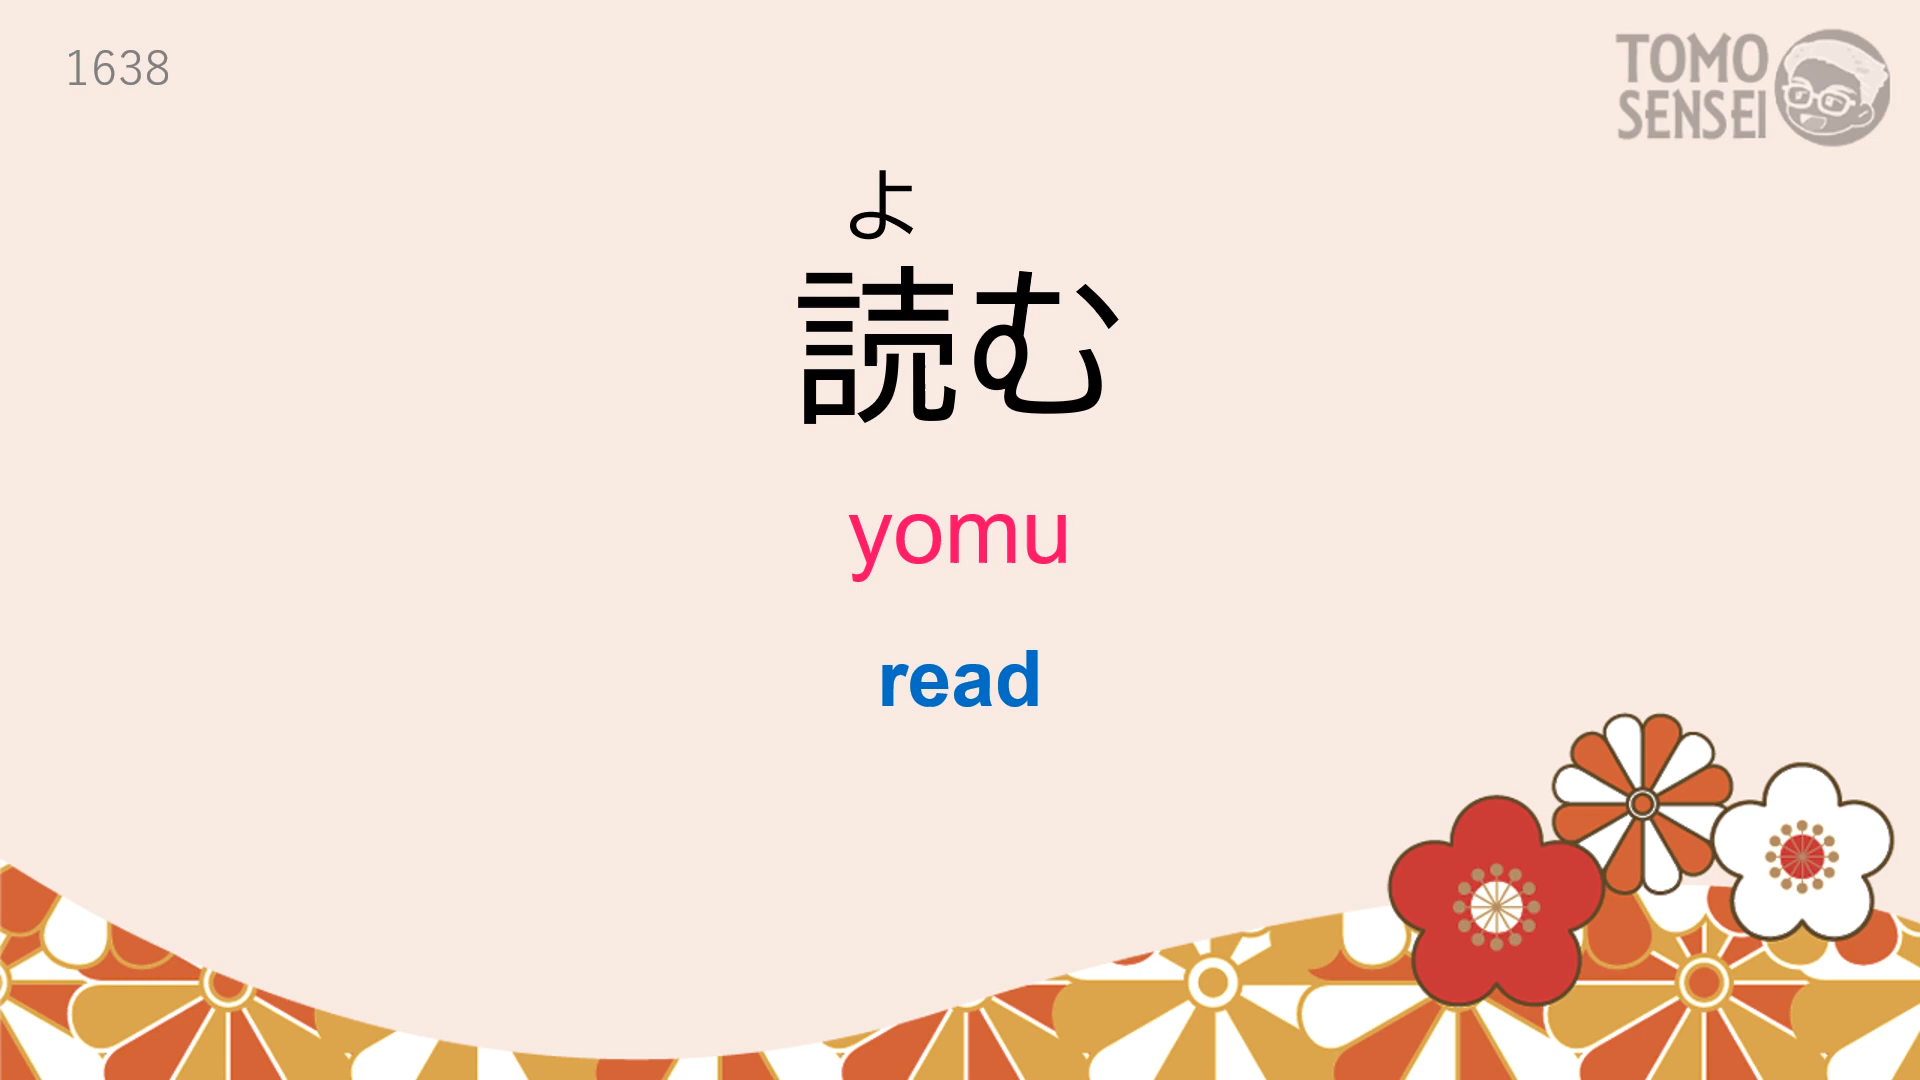 1638
TOMO
SENSEI
よ
読む
yomu
read